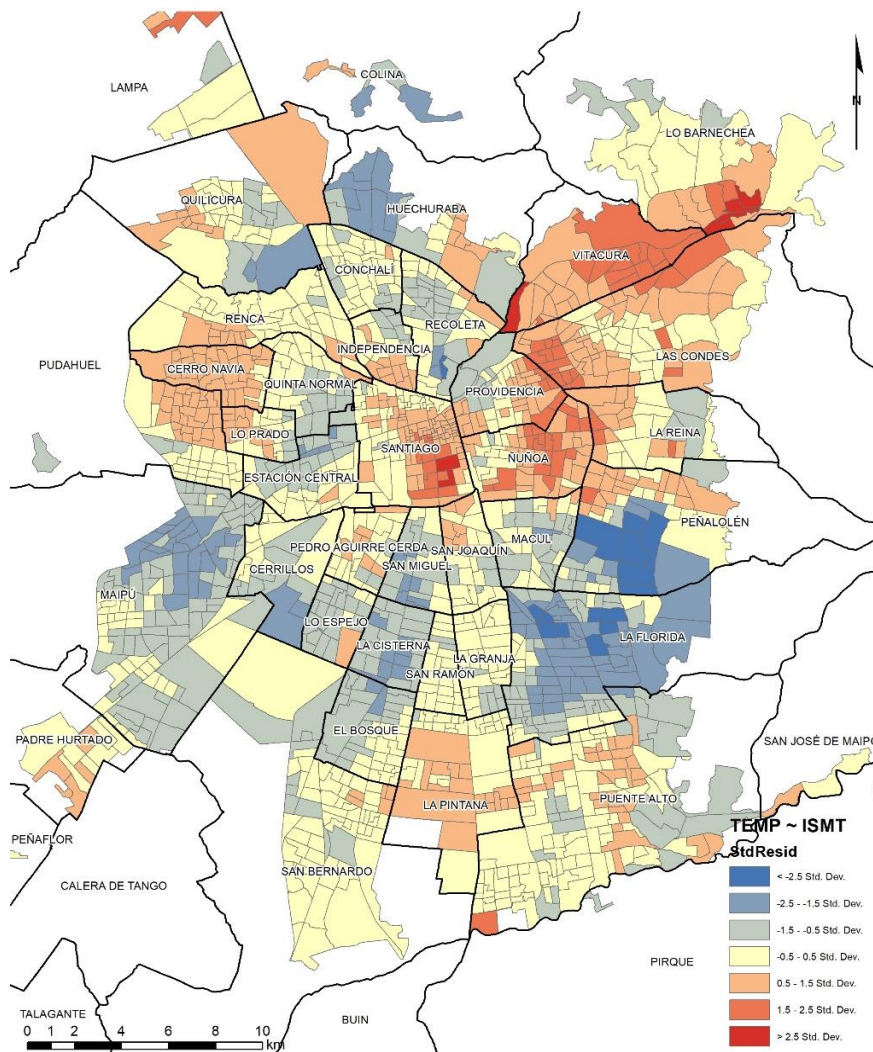 COLINA
LAMPA
N
LO BARNECHEA
QUILICURA
HUECHURABA
VITACURA
CONCHALÍ
RENCA
RECOLETA
INDEPENDENCIA
LAS CONDES
PUDAHUEL
CERRO NAVIA
QUINTA NORMAL
PROVIDENCIA
LO PRADO
LA REINA
SANTIAGO
ÑUÑOA
ESTACIÓN CENTRAL
PEÑALOLÉN
MACUL
PEDRO AGUIRRE CERDA
SAN JOAQUÍN
SAN MIGUEL
CERRILLOS
MAIPÚ
LO ESPEJO
LA FLORIDA
LA CISTERNA
LA GRANJA
SAN RAMÓN
EL BOSQUE
PADRE HURTADO
SAN JOSÉ DE MAIPO
LA PINTANA
PUENTE ALTO
PEÑAFLOR
SAN BERNARDO
CALERA DE TANGO
PIRQUE
TALAGANTE
BUIN
0 1 2 4 6 8 10
km
TEMP ~ ISMT
StdResid
< -2.5 Std. Dev.
-2.5 - -1.5 Std. Dev.
-1.5 - -0.5 Std. Dev.
-0.5 - 0.5 Std. Dev.
0.5 - 1.5 Std. Dev.
1.5 - 2.5 Std. Dev.
> 2.5 Std. Dev.